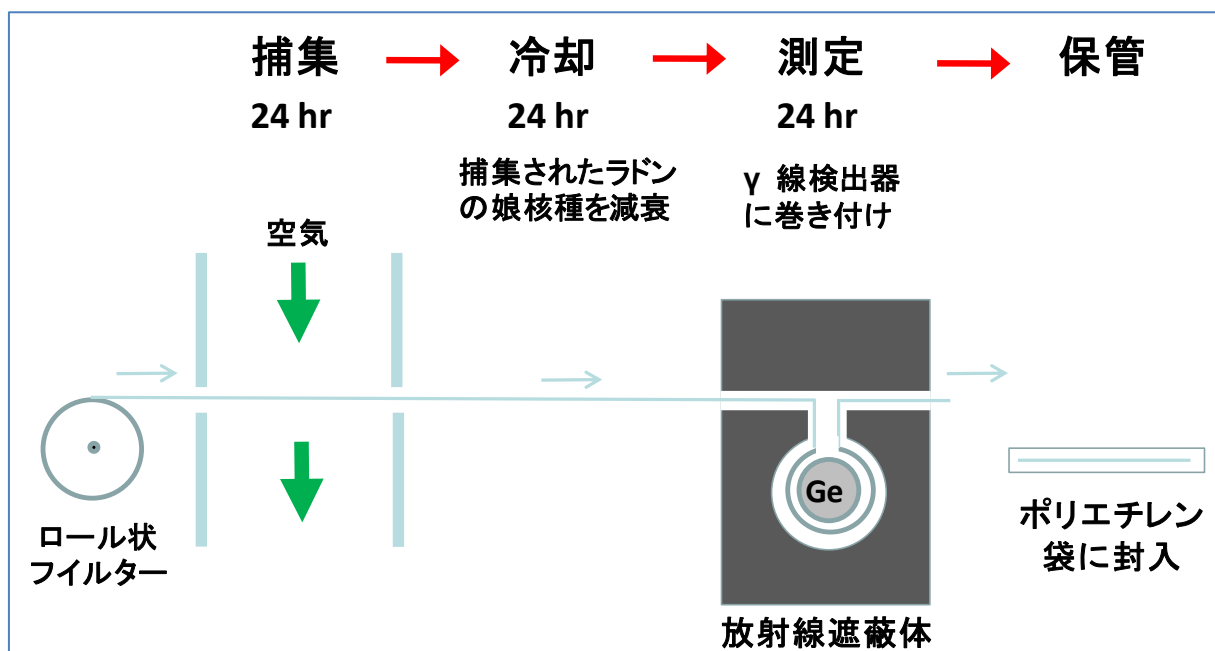 捕集
冷却
測定
保管
24 hr
24 hr
24 hr
捕集されたラドン
の娘核種を減衰
γ 線検出器
に巻き付け
空気
Ge
ロール状
フイルター
ポリエチレン
袋に封入
放射線遮蔽体